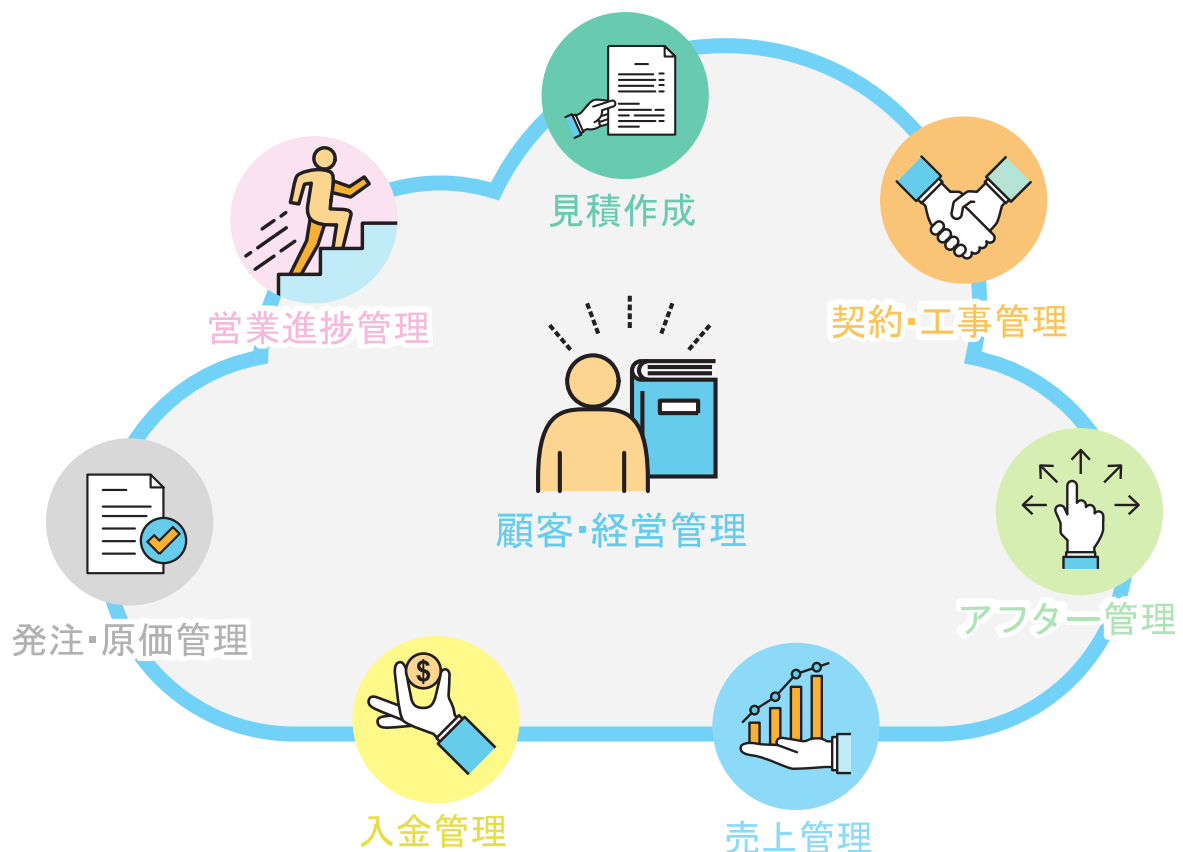 見積作成
営業進捗管理
契約・工事管理
顧客・経営管理
アフター管理
発注・原価管理
$
入金管理
売上管理